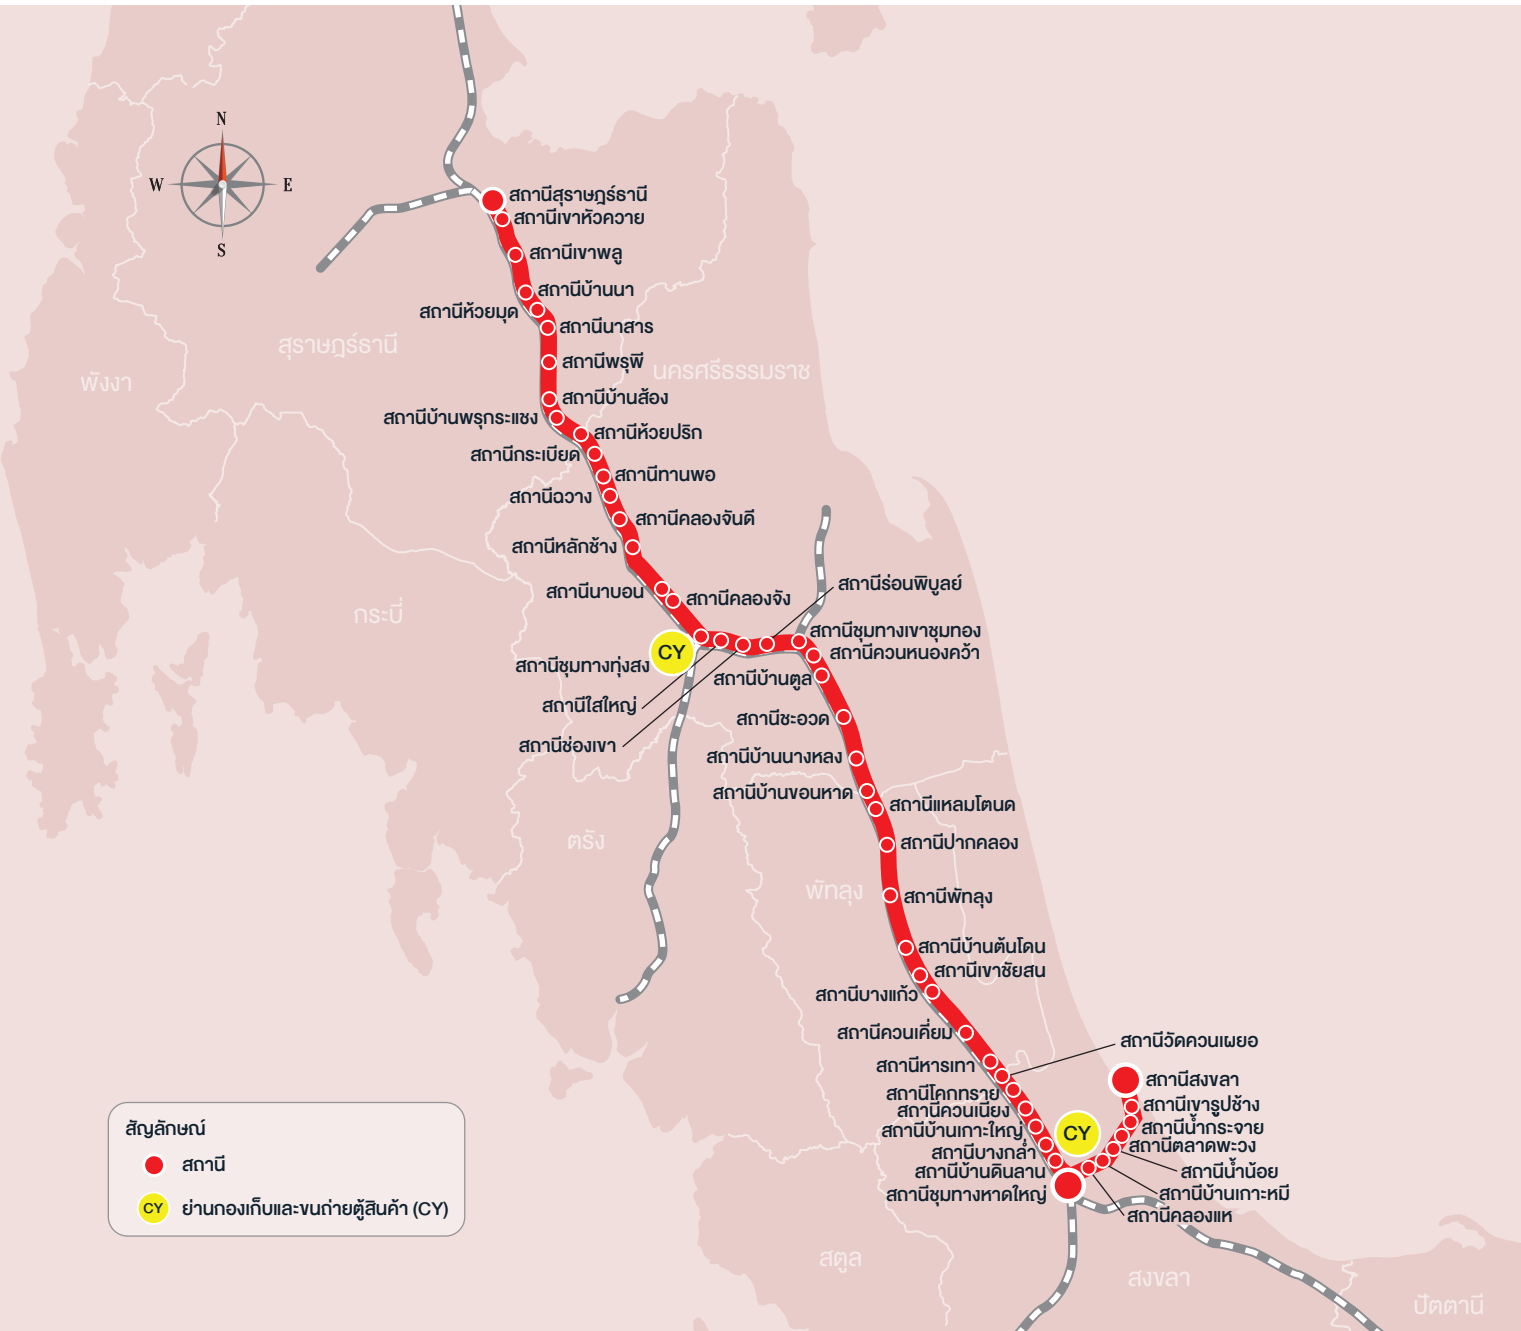 N
W
E
S
สถานีสุราษฎร์ธานี
สถานีเขาหัวควาย
สถานีเขาพลู
สถานีบ้านนา
สถานีห้วยมุด
สถานีนาสาร
สุราษฎร์ธานี
สถานีพรุพี
นครศรีธรรมราช
พังงา
สถานีบ้านส้อง
สถานีบ้านพรุกระแชง
สถานีห้วยปริก
สถานีกระเบียด
สถานีทานพอ
สถานีฉวาง
สถานีคลองจันดี
สถานีหลักช้าง
สถานีร่อนพิบูลย์
สถานีนาบอน
สถานีคลองจัง
กระบี่
สถานีชุมทางเขาชุมทอง
สถานีควนหนองคว้า
CY
สถานีชุมทางทุ่งสง
สถานีบ้านตูล
สถานีใสใหญ่
สถานีชะอวด
สถานีช่องเขา
สถานีบ้านนางหลง
สถานีบ้านขอนหาด
สถานีแหลมโตนด
ตรัง
สถานีปากคลอง
พัทลุง
สถานีพัทลุง
สถานีบ้านต้นโดน
สถานีเขาชัยสน
สถานีบางแก้ว
สถานีควนเคี่ยม
สถานีวัดควนเผยอ
สถานีหารเทา
สถานีสงขลา
สถานีโคกทราย
สถานีเขารูปช้าง
สถานีควนเนียง
สถานีน้ำกระจาย
CY
สถานีบ้านเกาะใหญ่
สถานีตลาดพะวง
สถานีบางกล่ำ
สถานีน้ำน้อย
สถานีบ้านดินลาน
สถานีบ้านเกาะหมี
สถานีชุมทางหาดใหญ่
สถานีคลองแห
สตูล
สงขลา
ปัตตานี
สัญลักษณ์
สถานี
CY ย่านกองเก็บและขนถ่ายตู้สินค้า (CY)